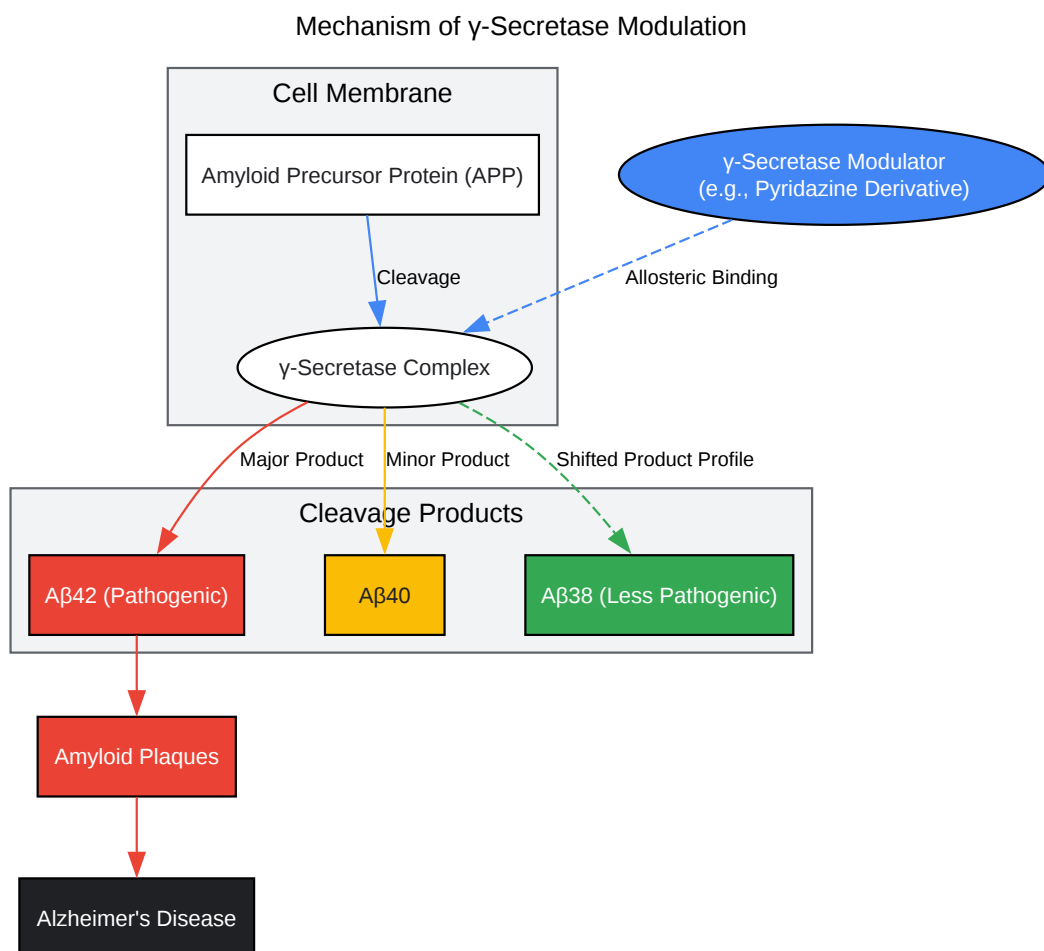 Mechanism of γ-Secretase Modulation
Cell Membrane
Amyloid Precursor Protein (APP)
γ-Secretase Modulator
(e.g., Pyridazine Derivative)
Cleavage
Allosteric Binding
γ-Secretase Complex
Major Product
Minor Product
Shifted Product Profile
Cleavage Products
Aβ42 (Pathogenic)
Aβ40
Aβ38 (Less Pathogenic)
Amyloid Plaques
Alzheimer's Disease